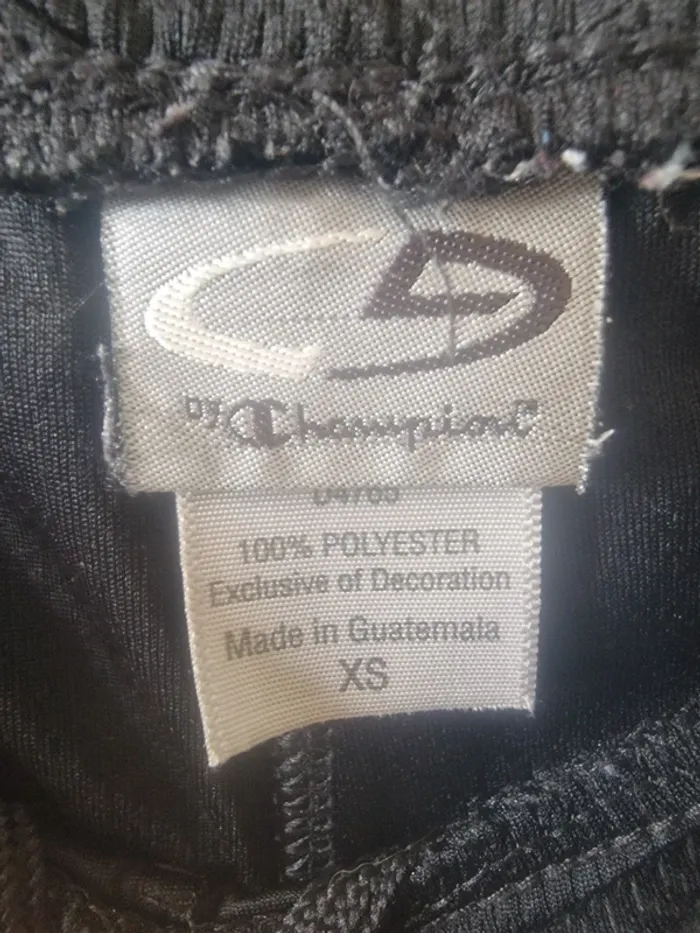 by Champion
100% POLYESTER
Exclusive of Decoration
Made in Guatemala
XS